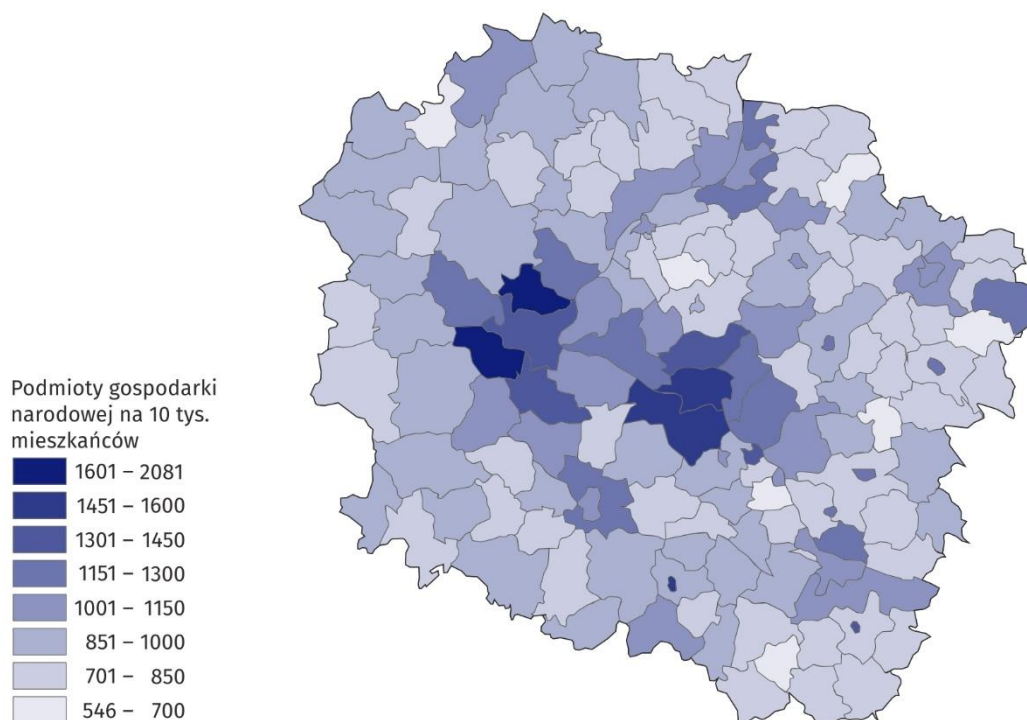 Podmioty gospodarki
narodowej na 10 tys.
mieszkańców
1601 – 2081
1451 – 1600
1301 – 1450
1151 – 1300
1001 – 1150
851 – 1000
701 – 850
546 – 700